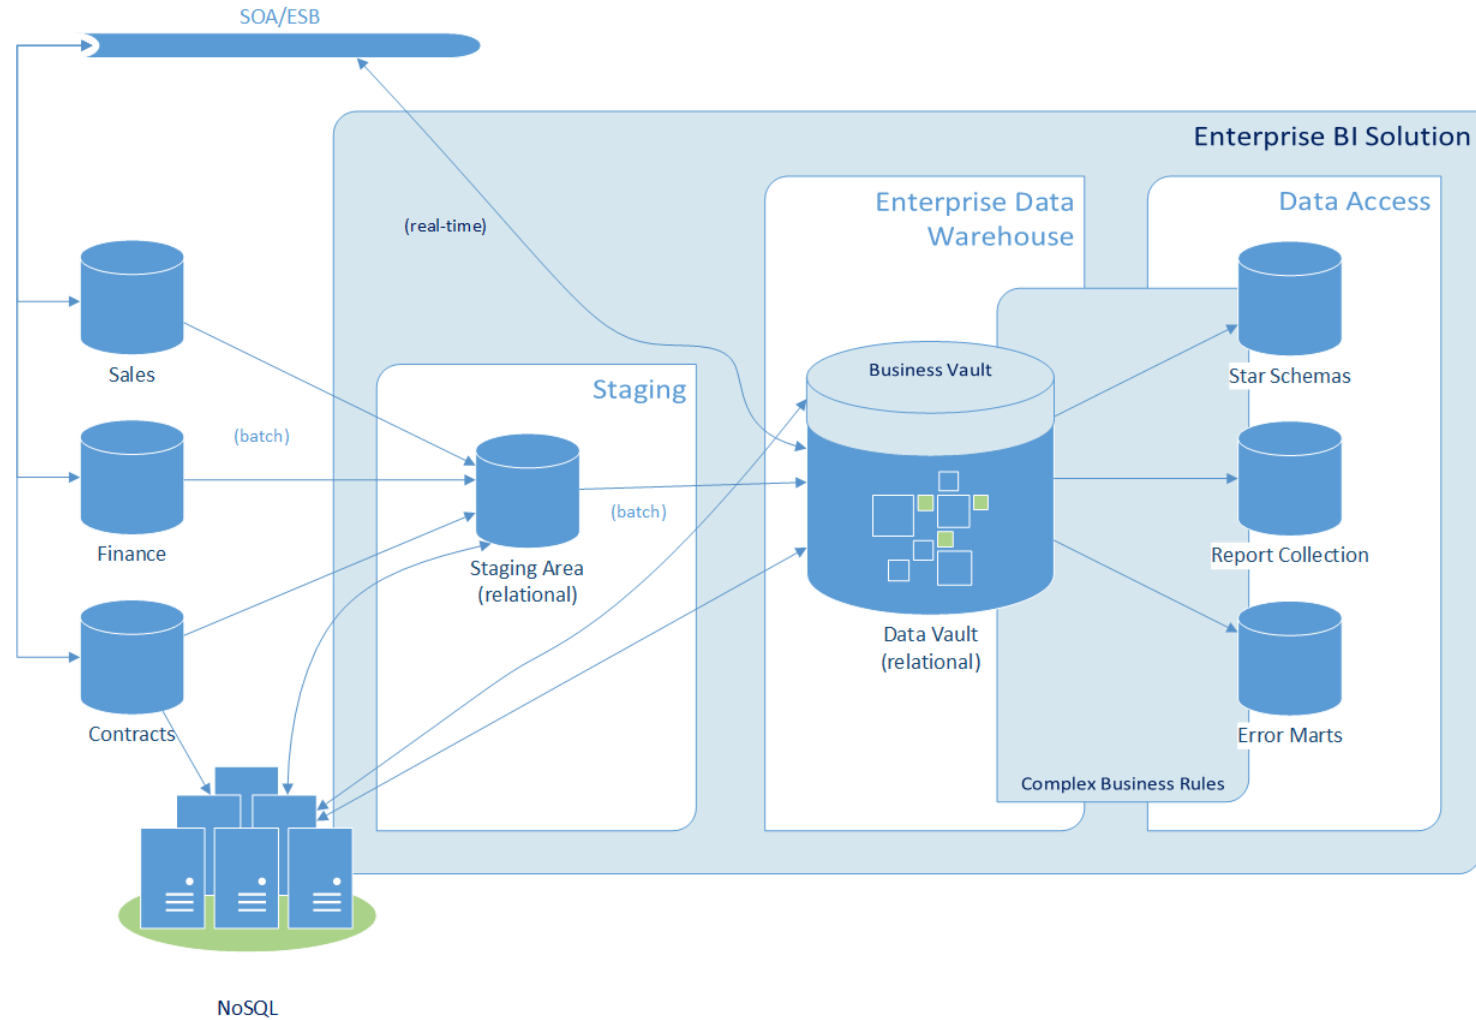 SOA/ESB
Enterprise BI Solution
Enterprise Data
Warehouse
Data Access
(real-time)
Sales
Staging
Business Vault
Star Schemas
(batch)
Finance
(batch)
Staging Area
(relational)
Report Collection
Data Vault
(relational)
Contracts
Error Marts
Complex Business Rules
NoSQL